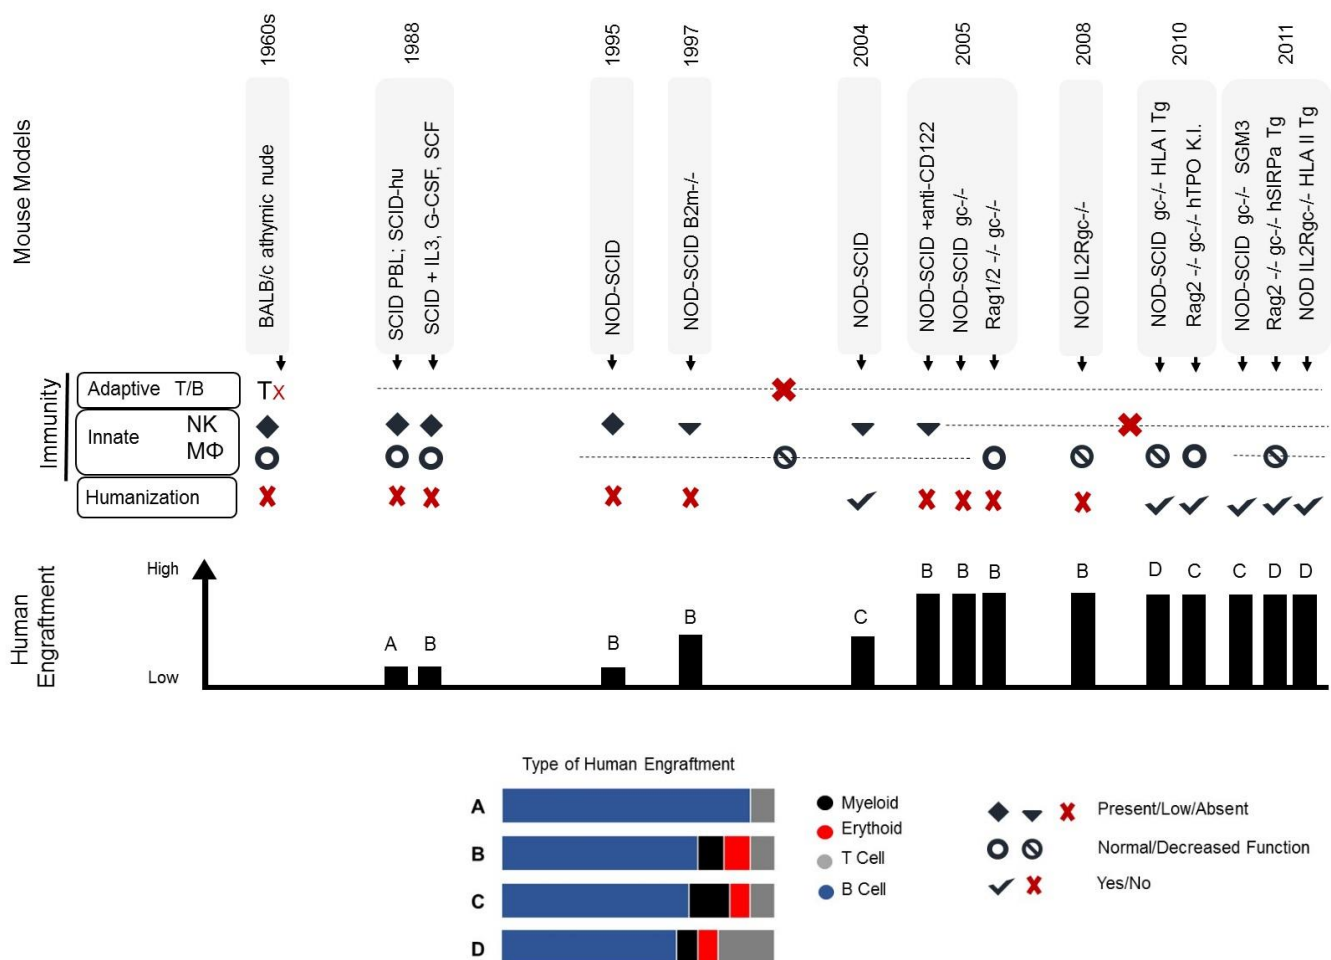 1960s
1988
1995
1997
2004
2005
2008
2010
2011
Mouse Models
BALB/c athymic nude
SCID PBL; SCID-hu
SCID + IL3, G-CSF, SCF
NOD-SCID
NOD-SCID B2m-/-
NOD-SCID
NOD-SCID +anti-CD122
NOD-SCID gc-/-
Rag1/2 -/- gc-/-
NOD IL2Rgc-/-
NOD-SCID gc-/- HLA I Tg
Rag2 -/- gc-/- hTPO K.I.
NOD-SCID gc-/- SGM3
Rag2 -/- gc-/- hSIRPa Tg
NOD IL2Rgc-/- HLA II Tg
Immunity
Adaptive T/B
T x
Innate NK
MΦ
Humanization
Human
Engraftment
High
Low
A B B B C B B B B D C C D D
Type of Human Engraftment
A
B
C
D
Myeloid
Erythoid
T Cell
B Cell
Present/Low/Absent
Normal/Decreased Function
Yes/No